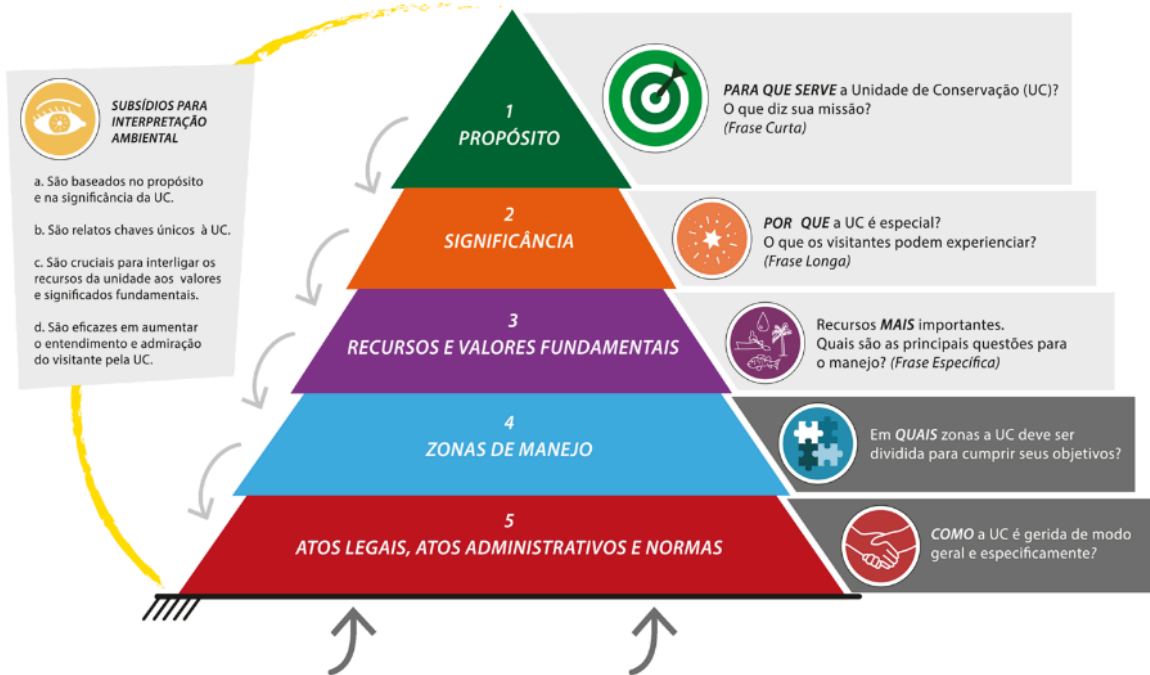 SUBSÍDIOS PARA
INTERPRETAÇÃO
AMBIENTAL
a. São baseados no propósito
e na significância da UC.
b. São relatos chaves únicos à UC.
c. São cruciais para interligar os
recursos da unidade aos valores
e significados fundamentais.
d. São eficazes em aumentar
o entendimento e admiração
do visitante pela UC.
1
PROPÓSITO
PARA QUE SERVE a Unidade de Conservação (UC)?
O que diz sua missão?
(Frase Curta)
2
SIGNIFICÂNCIA
POR QUE a UC é especial?
O que os visitantes podem experienciar?
(Frase Longa)
3
RECURSOS E VALORES FUNDAMENTAIS
Recursos MAIS importantes.
Quais são as principais questões para
o manejo? (Frase Específica)
4
ZONAS DE MANEJO
Em QUAIS zonas a UC deve ser
dividida para cumprir seus objetivos?
5
ATOS LEGAIS, ATOS ADMINISTRATIVOS E NORMAS
COMO a UC é gerida de modo
geral e especificamente?